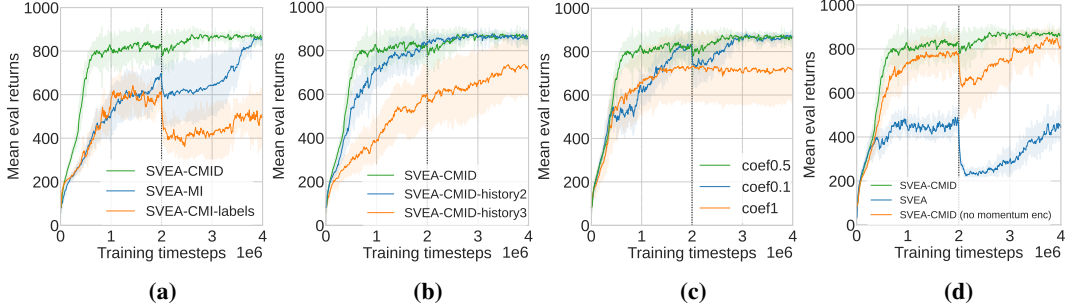 1000
800
600
400
200
0
Mean eval returns
SVEA-CMID
SVEA-MI
SVEA-CMI-labels
0 1 2 3 4
Training timesteps 1e6
(a)
1000
800
600
400
200
0
Mean eval returns
SVEA-CMID
SVEA-CMID-history2
SVEA-CMID-history3
0 1 2 3 4
Training timesteps 1e6
(b)
1000
800
600
400
200
0
Mean eval returns
coef0.5
coef0.1
coef1
0 1 2 3 4
Training timesteps 1e6
(c)
1000
800
600
400
200
0
Mean eval returns
SVEA-CMID
SVEA
SVEA-CMID (no momentum enc)
0 1 2 3 4
Training timesteps 1e6
(d)